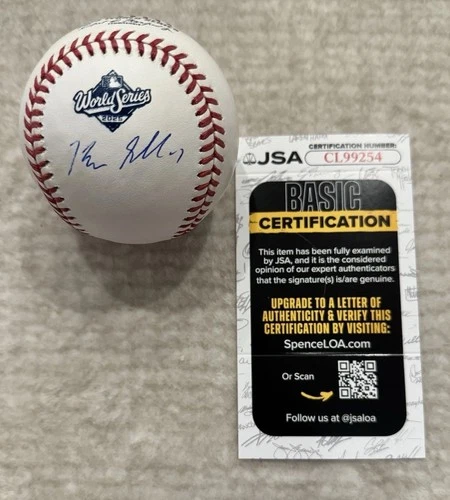 World Series
2025
JSA
CERTIFICATION NUMBER:
CL99254
BASIC
CERTIFICATION
This item has been fully examined
by JSA, and it is the considered
opinion of our expert authenticators
that the signature(s) is/are genuine.
UPGRADE TO A LETTER OF
AUTHENTICITY & VERIFY THIS
CERTIFICATION BY VISITING:
SpenceLOA.com
Or Scan
Follow us at @jsaloa